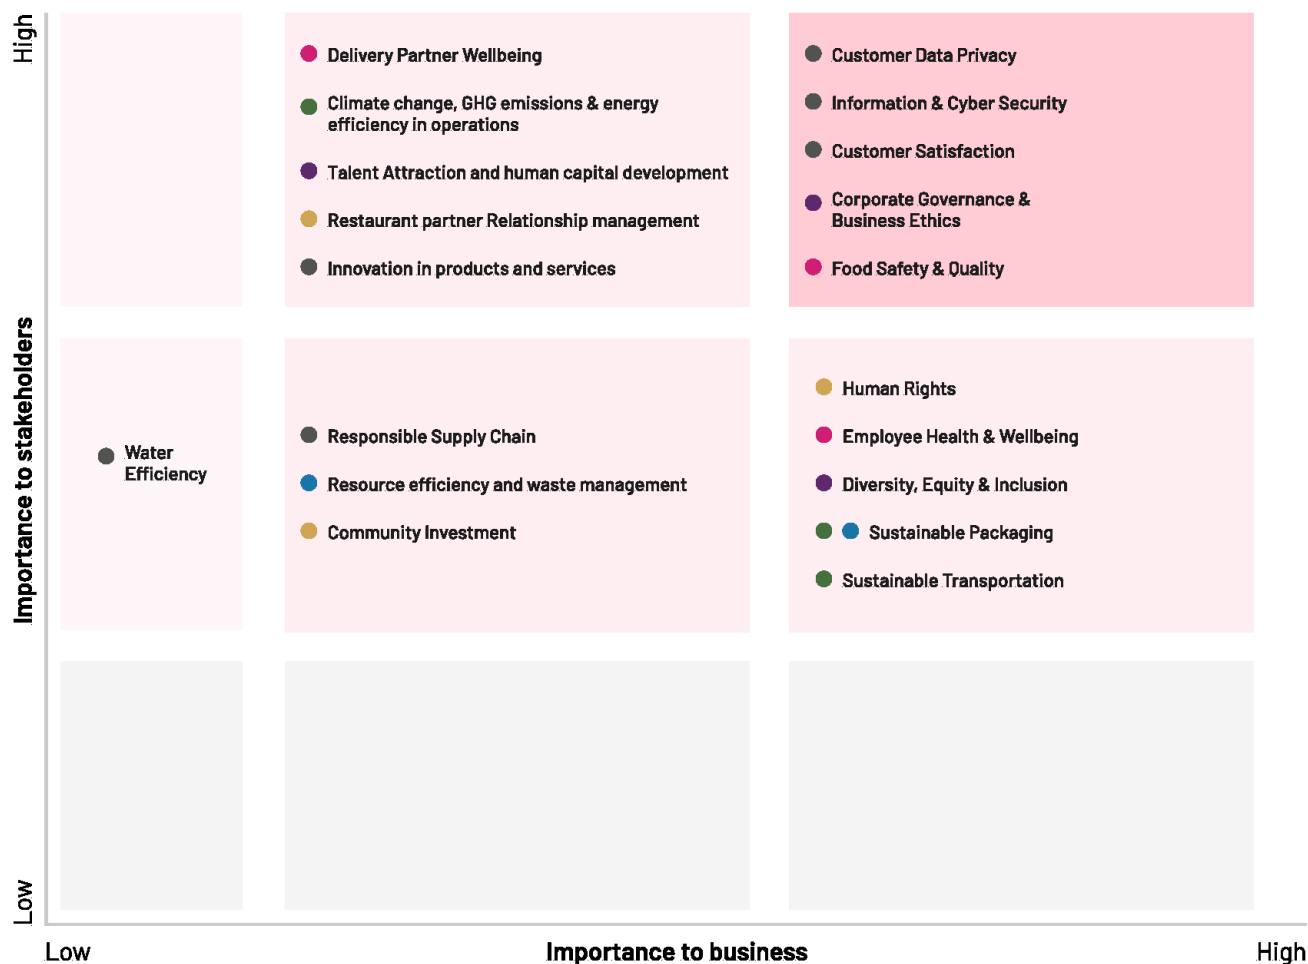 High
Delivery Partner Wellbeing
Climate change, GHG emissions & energy
efficiency in operations
Talent Attraction and human capital development
Restaurant partner Relationship management
Innovation in products and services
Customer Data Privacy
Information & Cyber Security
Customer Satisfaction
Corporate Governance &
Business Ethics
Food Safety & Quality
Importance to stakeholders
Water
Efficiency
Responsible Supply Chain
Resource efficiency and waste management
Community Investment
Human Rights
Employee Health & Wellbeing
Diversity, Equity & Inclusion
Sustainable Packaging
Sustainable Transportation
Low
Low
Importance to business
High